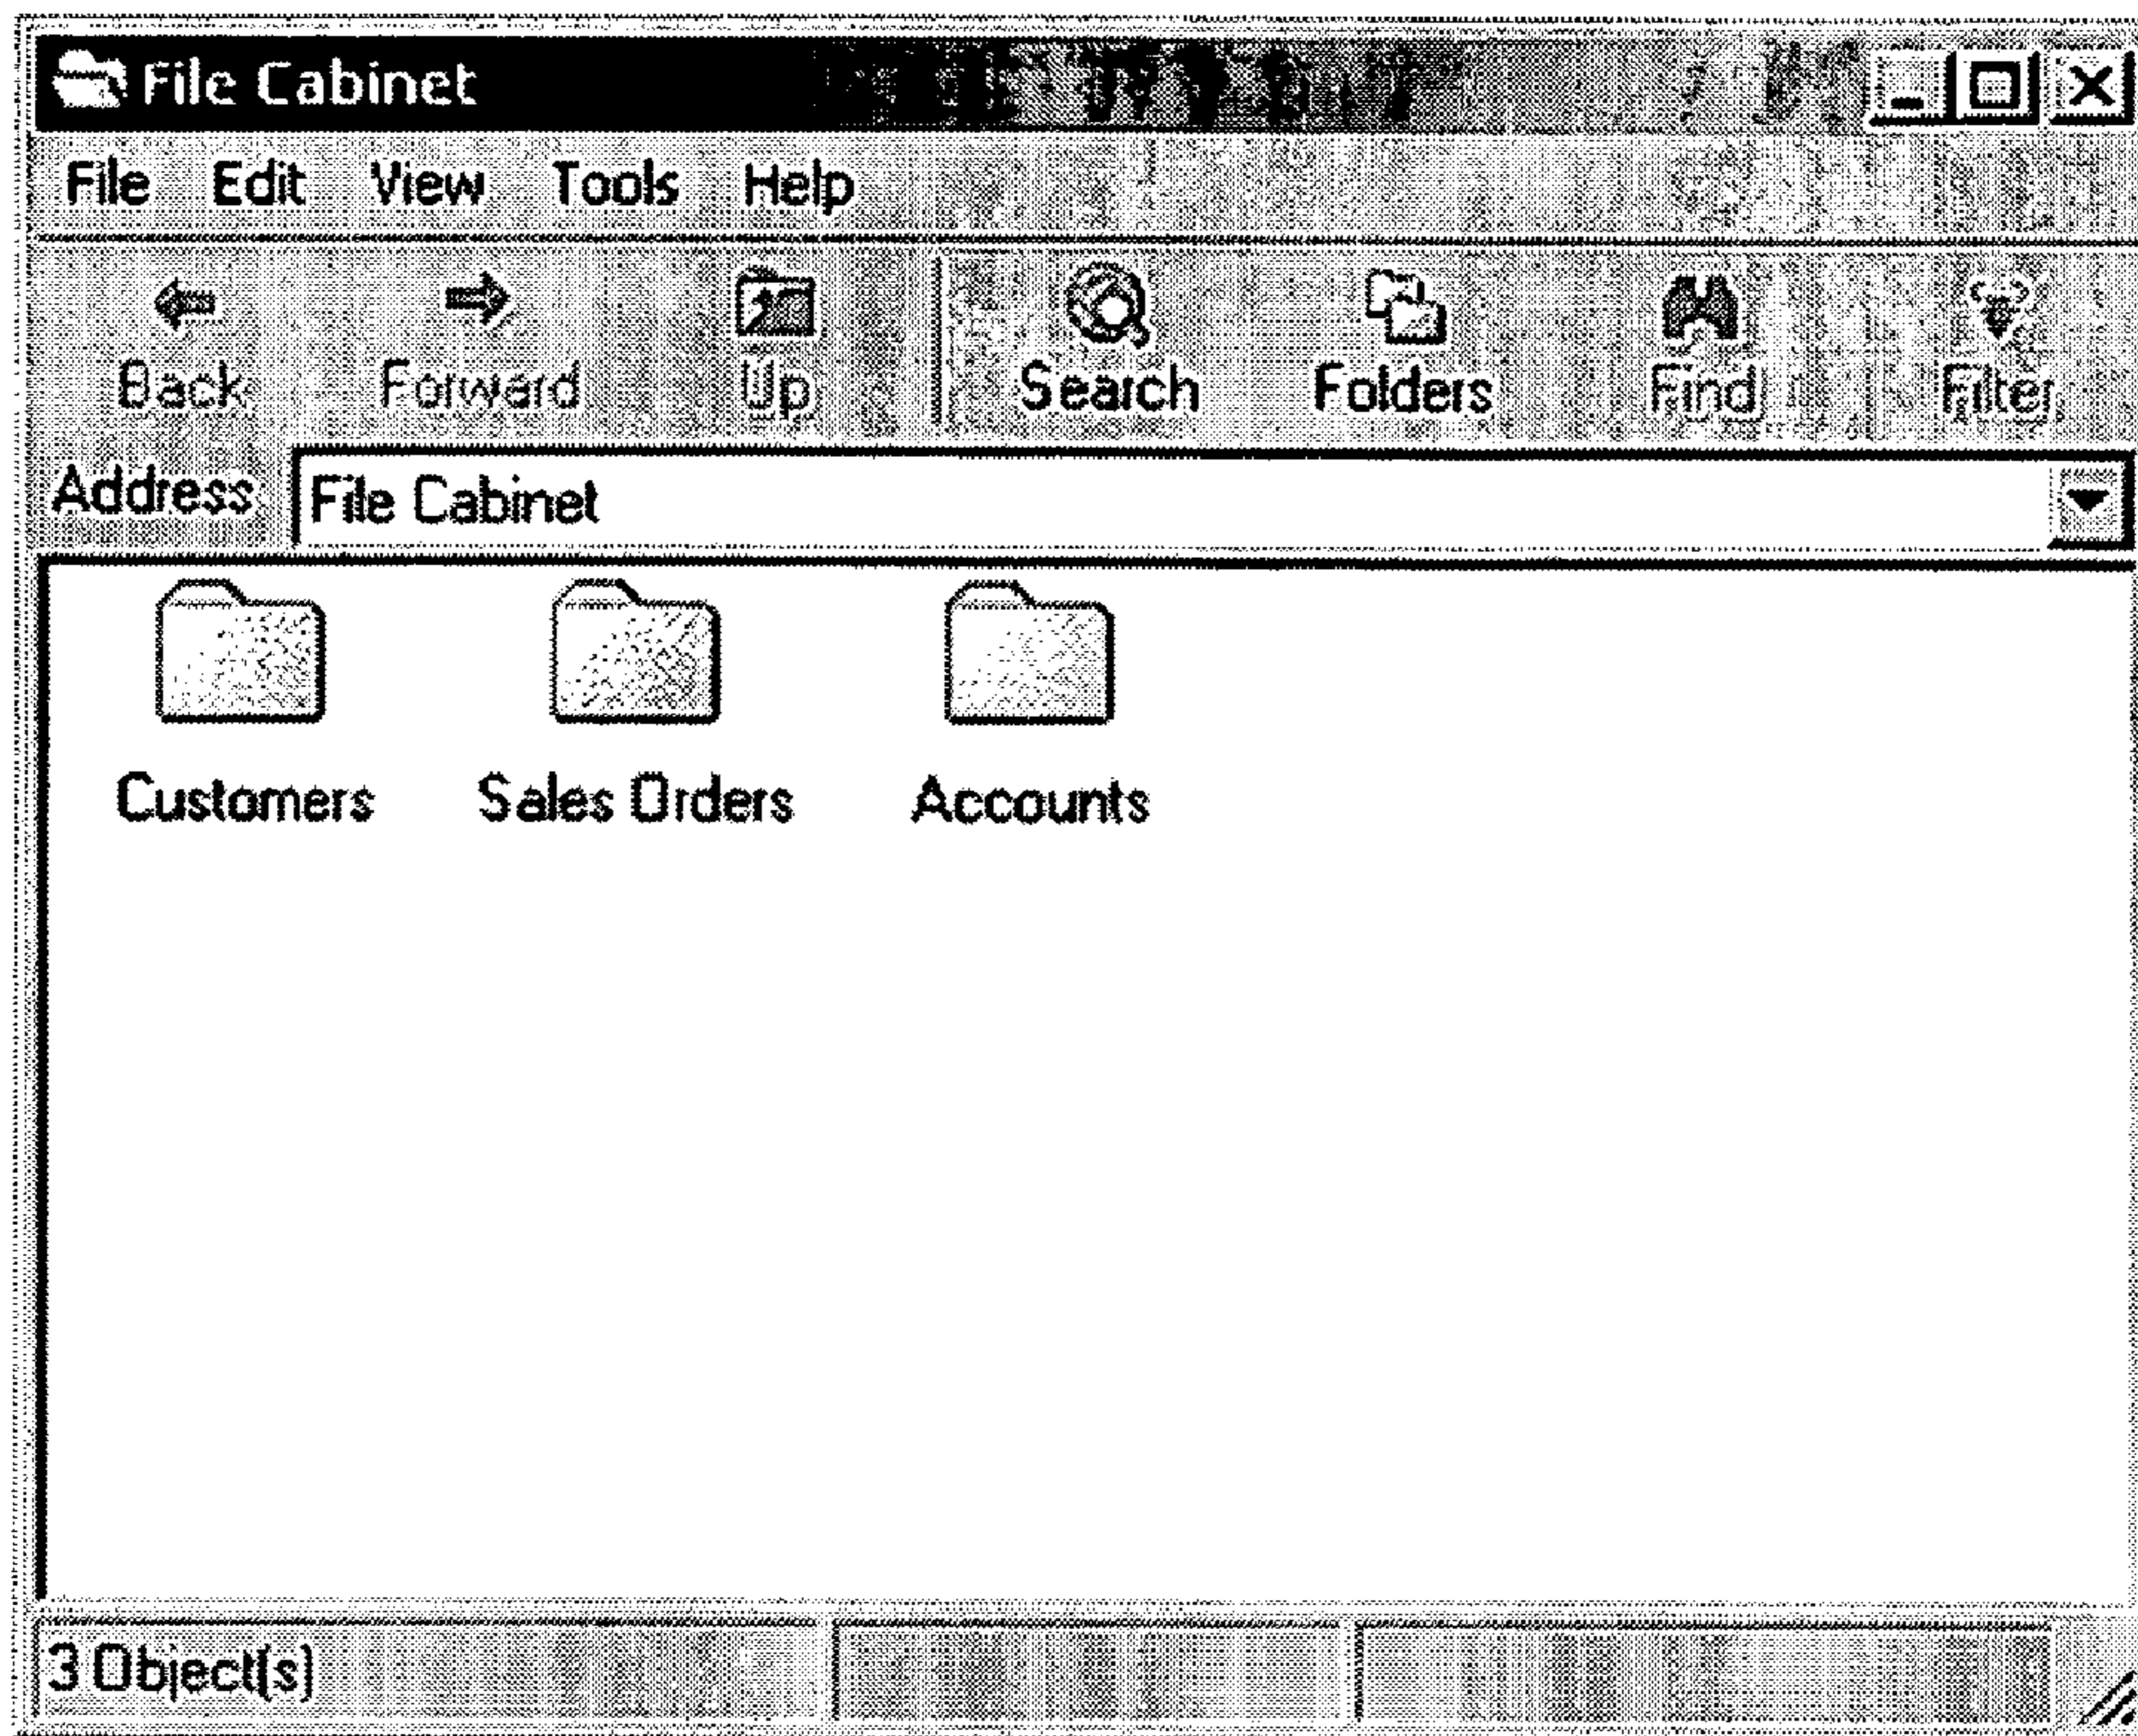 File Cabinet
File Edit View Tools Help
Back Forward Up Search Folders Find Filter
Address File Cabinet
Customers Sales Orders Accounts
3 Object(s)